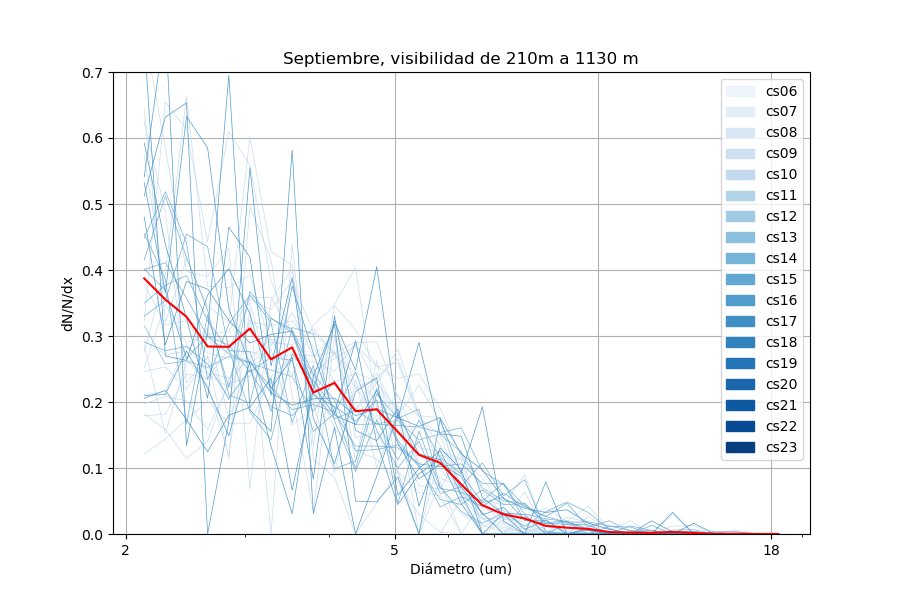 Septiembre, visibilidad de 210m a 1130 m
dN/N/dx
0.7
0.6
0.5
0.4
0.3
0.2
0.1
0.0
2
5
10
18
Diámetro (um)
cs06
cs07
cs08
cs09
cs10
cs11
cs12
cs13
cs14
cs15
cs16
cs17
cs18
cs19
cs20
cs21
cs22
cs23